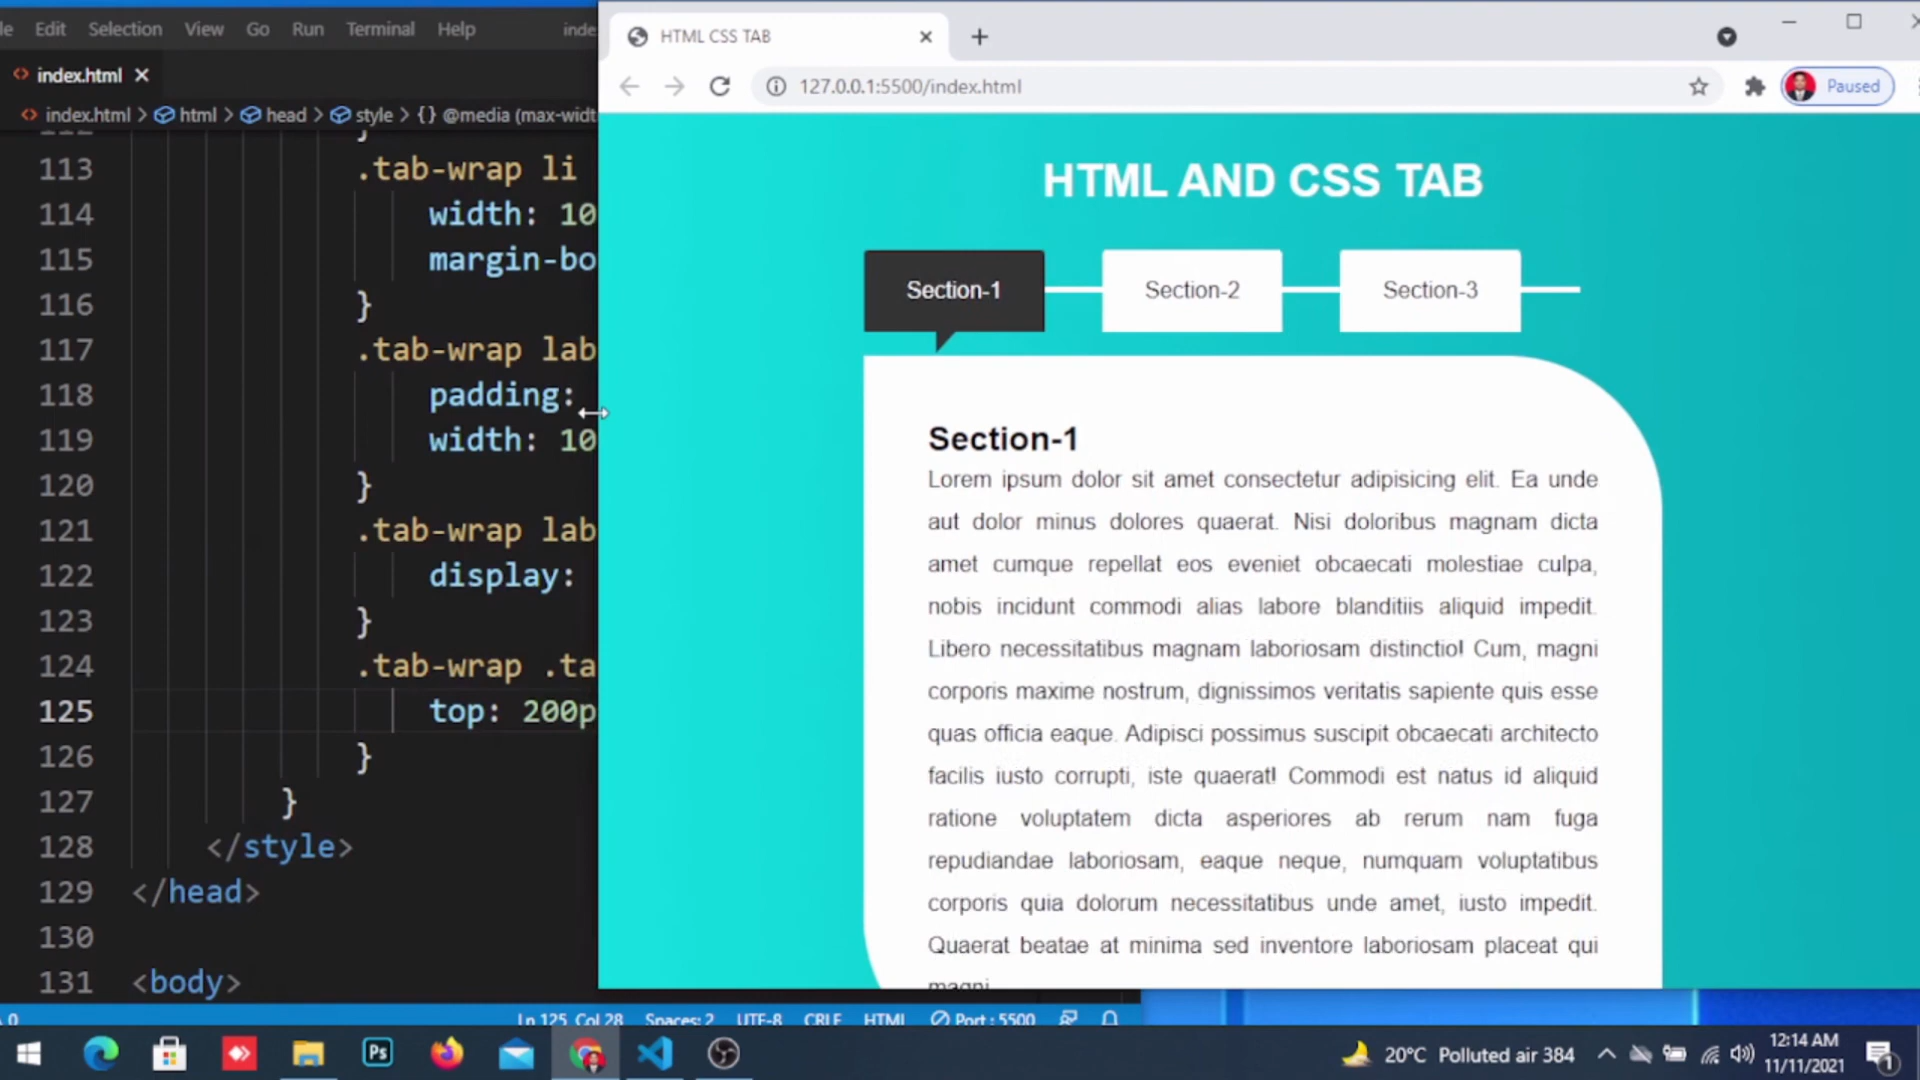 Edit Selection View Go Run Terminal Help
index.html
index.html > html > head > style > {} @media (max-widt
113 .tab-wrap li
114 width: 10
115 margin-bo
116 }
117 .tab-wrap lab
118 padding:
119 width: 10
120 }
121 .tab-wrap lab
122 display:
123 }
124 .tab-wrap .ta
125 top: 200p
126 }
127 }
128 </style>
129 </head>
130
131 <body>
Ln 125, Col 28 Spaces: 2 UTF-8 CRLF HTML Port : 5500
HTML CSS TAB
127.0.0.1:5500/index.html
Paused
HTML AND CSS TAB
Section-1 Section-2 Section-3
Section-1
Lorem ipsum dolor sit amet consectetur adipisicing elit. Ea unde
aut dolor minus dolores quaerat. Nisi doloribus magnam dicta
amet cumque repellat eos eveniet obcaecati molestiae culpa,
nobis incidunt commodi alias labore blanditiis aliquid impedit.
Libero necessitatibus magnam laboriosam distinctio! Cum, magni
corporis maxime nostrum, dignissimos veritatis sapiente quis esse
quas officia eaque. Adipisci possimus suscipit obcaecati architecto
facilis iusto corrupti, iste quaerat! Commodi est natus id aliquid
ratione voluptatem dicta asperiores ab rerum nam fuga
repudiandae laboriosam, eaque neque, numquam voluptatibus
corporis quia dolorum necessitatibus unde amet, iusto impedit.
Quaerat beatae at minima sed inventore laboriosam placeat qui
magni
Ps
20°C Polluted air 384
12:14 AM
11/11/2021
1